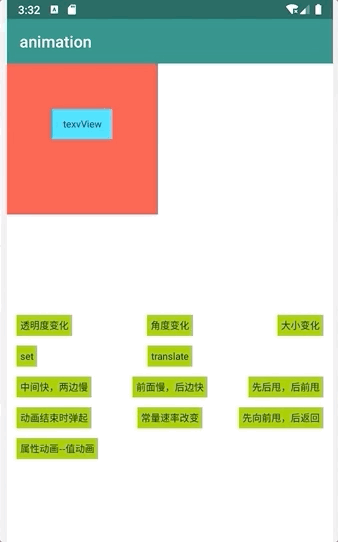 3:32
animation
texvView
透明度变化 角度变化 大小变化
set translate
中间快，两边慢 前面慢，后边快 先后甩，后前甩
动画结束时弹起 常量速率改变 先向前甩，后返回
属性动画--值动画